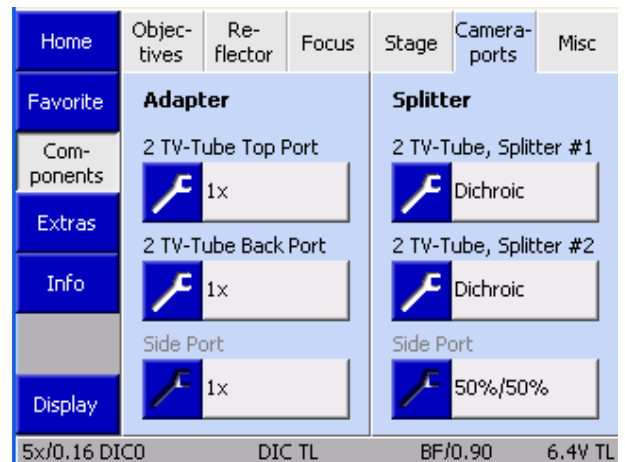 Home
Objec-
tives
Re-
flector
Focus
Stage
Camera-
ports
Misc
Favorite
Com-
ponents
Extras
Info
Display
Adapter
2 TV-Tube Top Port
1x
2 TV-Tube Back Port
1x
Side Port
1x
Splitter
2 TV-Tube, Splitter #1
Dichroic
2 TV-Tube, Splitter #2
Dichroic
Side Port
50%/50%
5x/0.16 DIC0 DIC TL BF/0.90 6.4V TL